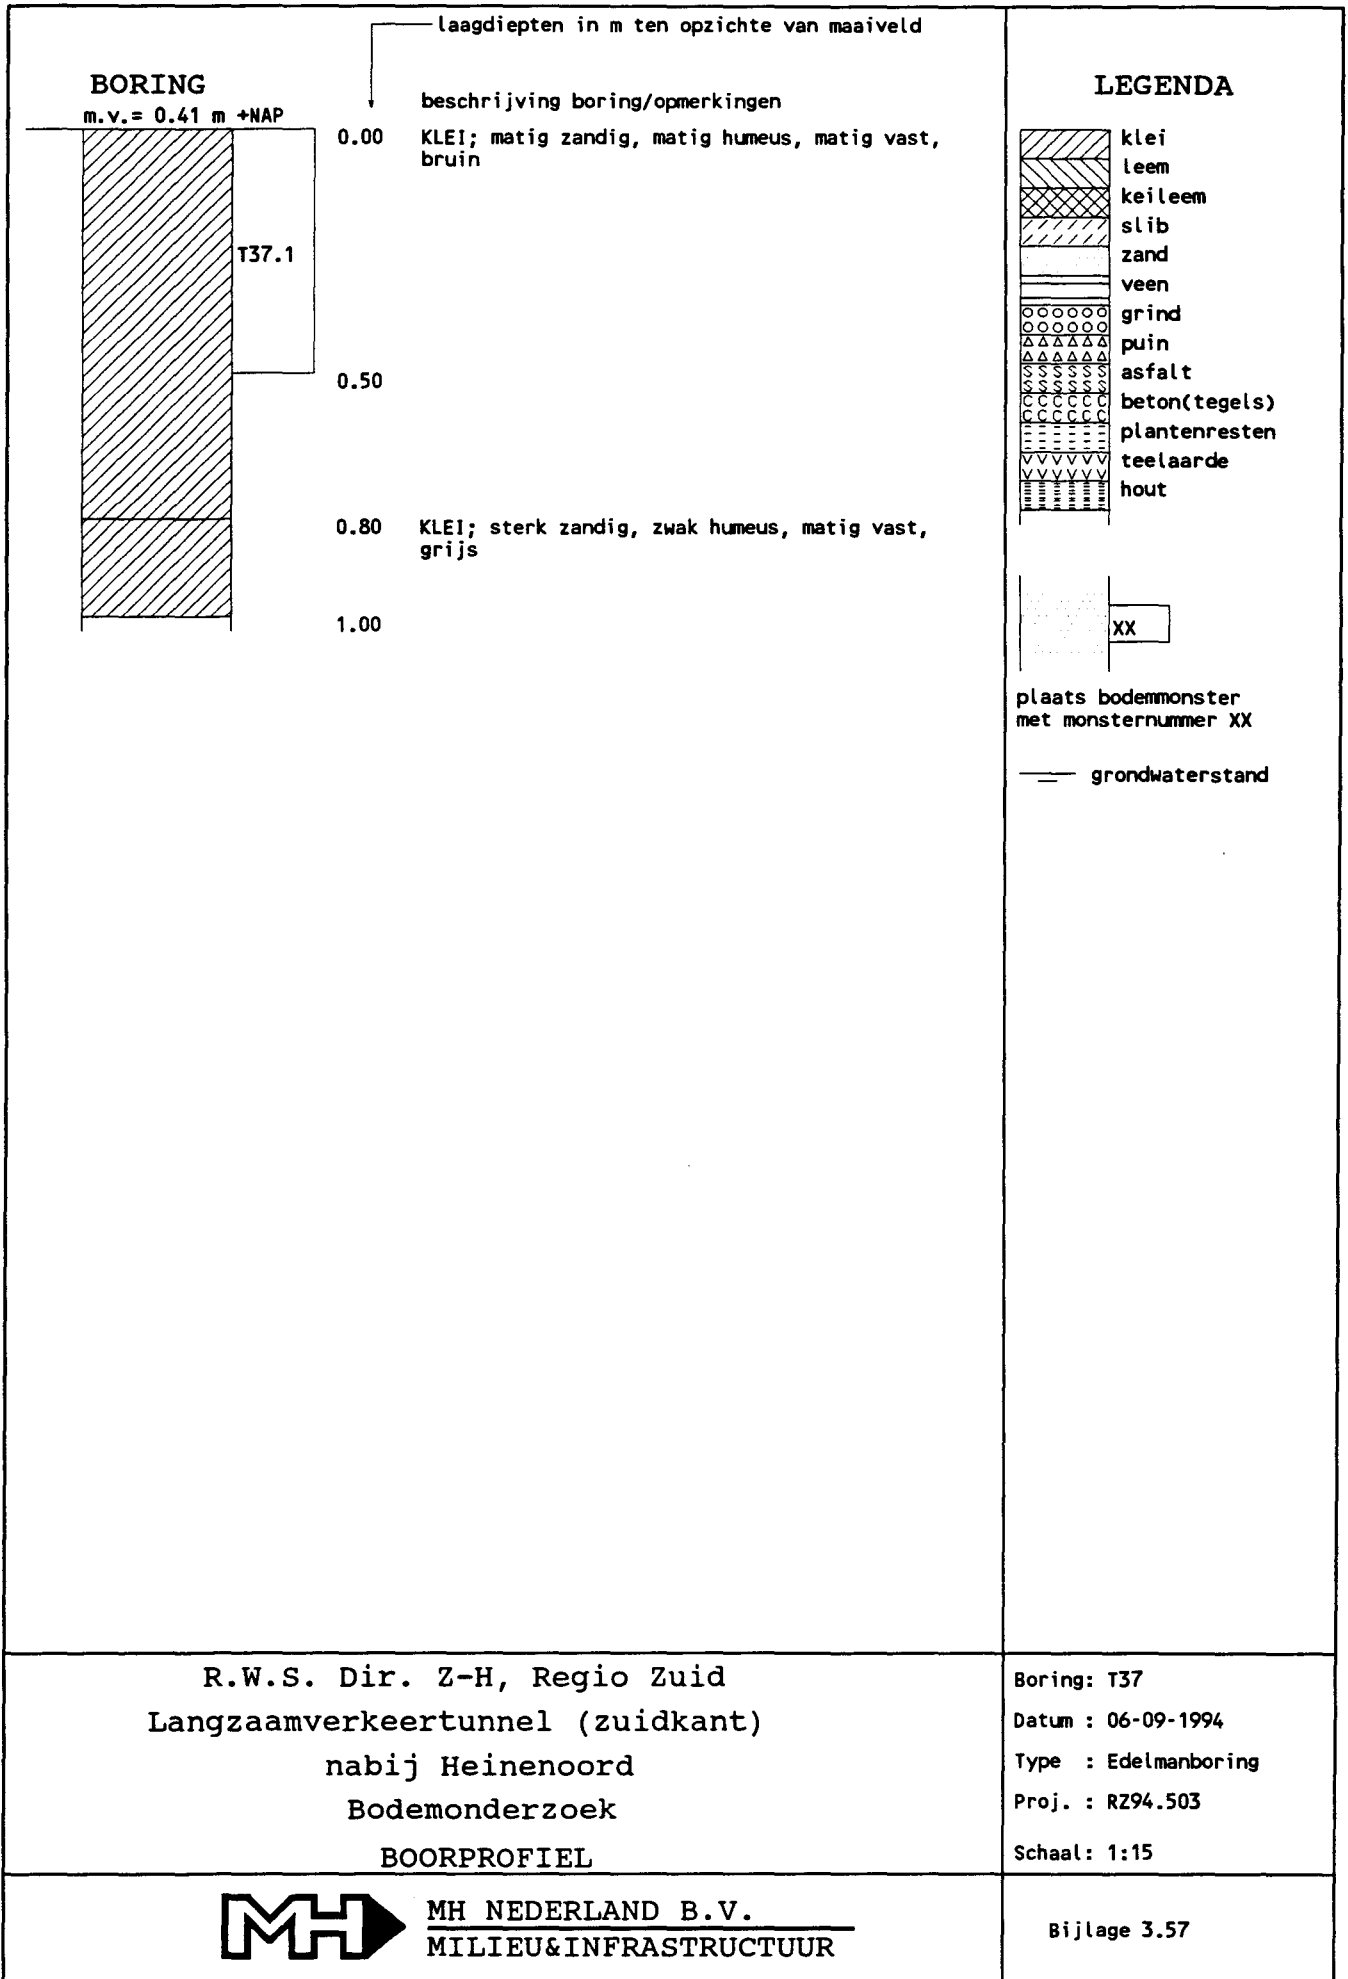 laagdiepten in m ten opzichte van maaiveld
BORING
m.v.= 0.41 m +NAP
beschrijving boring/opmerkingen
0.00 KLEI; matig zandig, matig humeus, matig vast,
bruin
T37.1
0.50
0.80 KLEI; sterk zandig, zwak humeus, matig vast,
grijs
1.00
LEGENDA
klei
leem
keileem
slib
zand
veen
grind
puin
asfalt
beton(tegels)
plantenresten
teelaarde
hout
XX
plaats bodemmonster
met monsternummer XX
grondwaterstand
R.W.S. Dir. Z-H, Regio Zuid
Langzaamverkeertunnel (zuidkant)
nabij Heinenoord
Bodemonderzoek
BOORPROFIEL
Boring: T37
Datum : 06-09-1994
Type : Edelmanboring
Proj. : RZ94.503
Schaal: 1:15
MH
MH NEDERLAND B.V.
MILIEU&INFRASTRUCTUUR
Bijlage 3.57